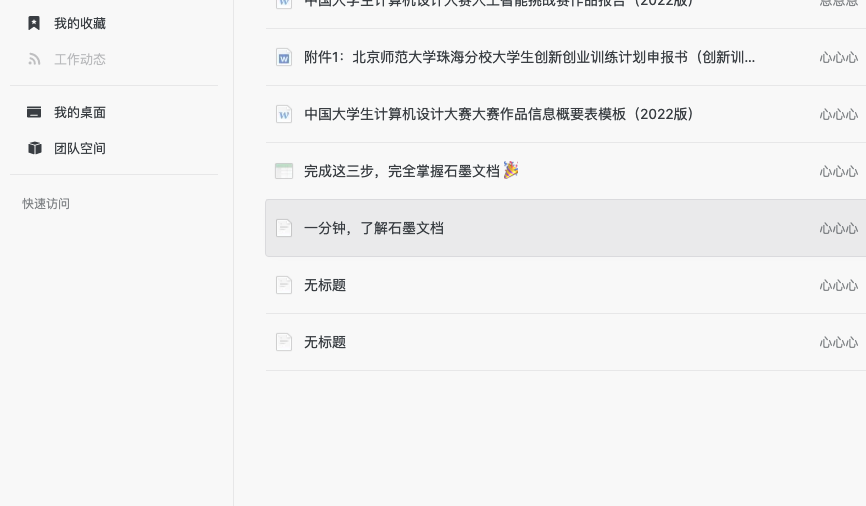 我的收藏
工作动态
我的桌面
团队空间
快速访问
中国大学生计算机设计大赛人工智能挑战赛作品报告（2022版）
附件1：北京师范大学珠海分校大学生创新创业训练计划申报书（创新训...
心心心
中国大学生计算机设计大赛大赛作品信息概要表模板（2022版）
心心心
完成这三步，完全掌握石墨文档🎉
心心心
一分钟，了解石墨文档
心心心
无标题
心心心
无标题
心心心